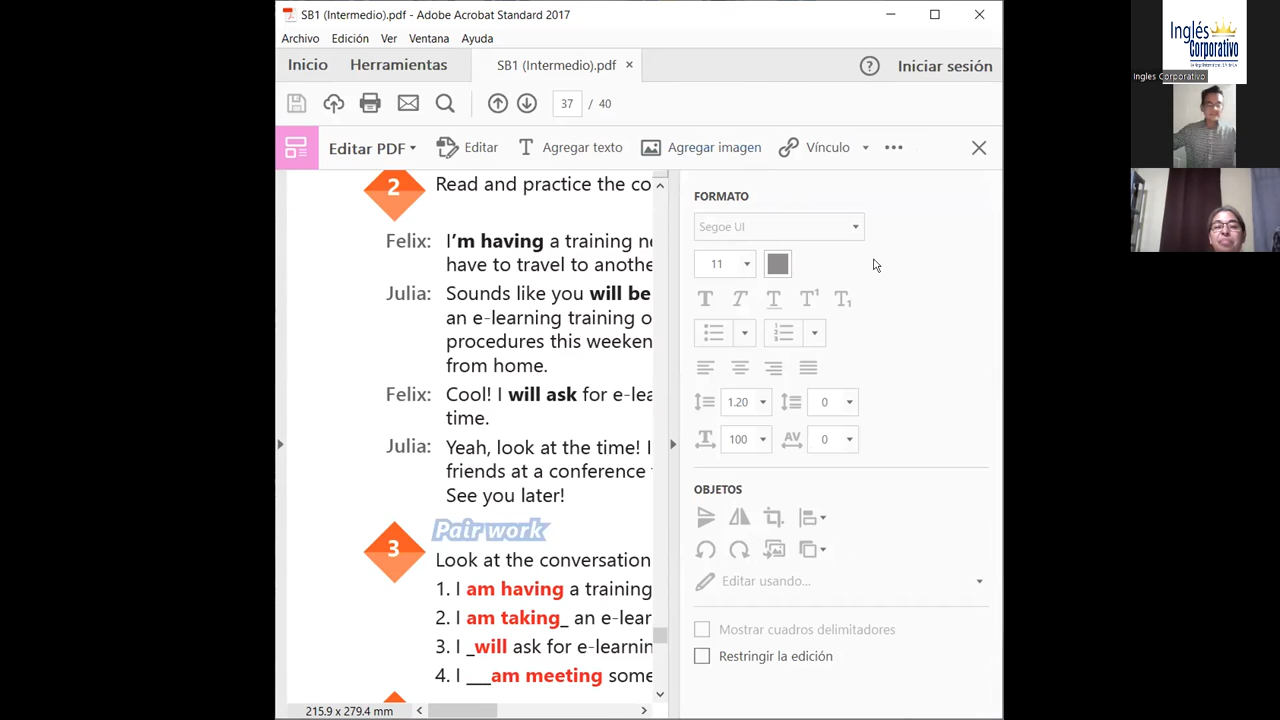 SB1 (Intermedio).pdf - Adobe Acrobat Standard 2017
Archivo Edición Ver Ventana Ayuda
Inicio Herramientas SB1 (Intermedio).pdf × Iniciar sesión
37 / 40
Editar PDF Editar Agregar texto Agregar imagen Vínculo
2 Read and practice the co
Felix: I'm having a training ne
have to travel to anothe
Julia: Sounds like you will be
an e-learning training o
procedures this weeken
from home.
Felix: Cool! I will ask for e-lea
time.
Julia: Yeah, look at the time! I
friends at a conference
See you later!
Pair work
3
Look at the conversation
1. I am having a training
2. I am taking_ an e-lear
3. I _will ask for e-learnin
4. I ___am meeting some
215.9 x 279.4 mm
FORMATO
Segoe UI
11
1.20 0
100 0
OBJETOS
Editar usando...
Mostrar cuadros delimitadores
Restringir la edición
Inglés
Corporativo
Ingles Corporativo